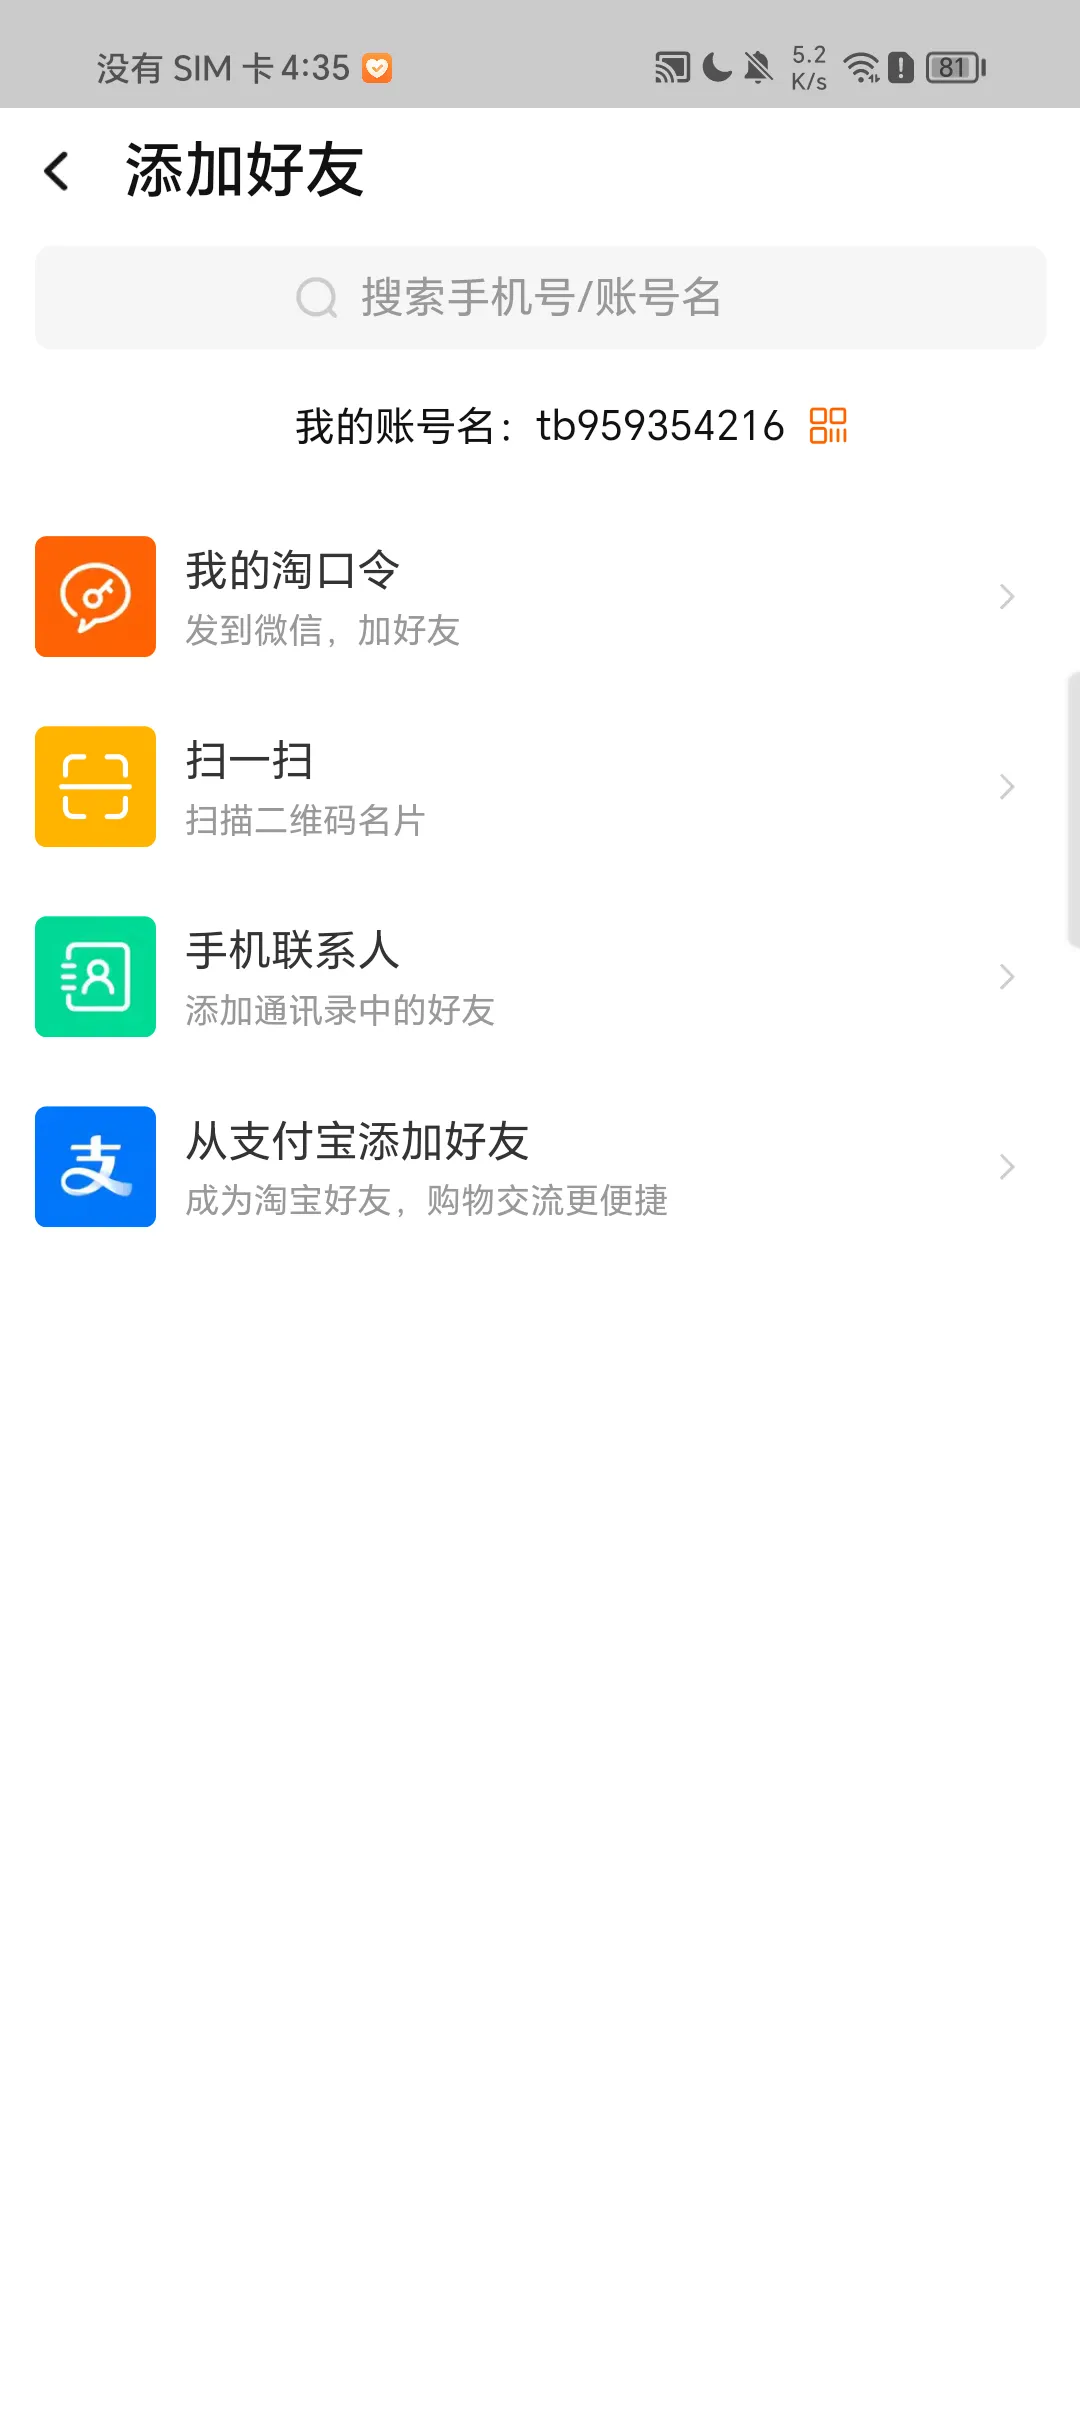 没有 SIM 卡 4:35 5.2 K/s 81
添加好友
搜索手机号/账号名
我的账号名：tb959354216
我的淘口令
发到微信，加好友
扫一扫
扫描二维码名片
手机联系人
添加通讯录中的好友
支
从支付宝添加好友
成为淘宝好友，购物交流更便捷